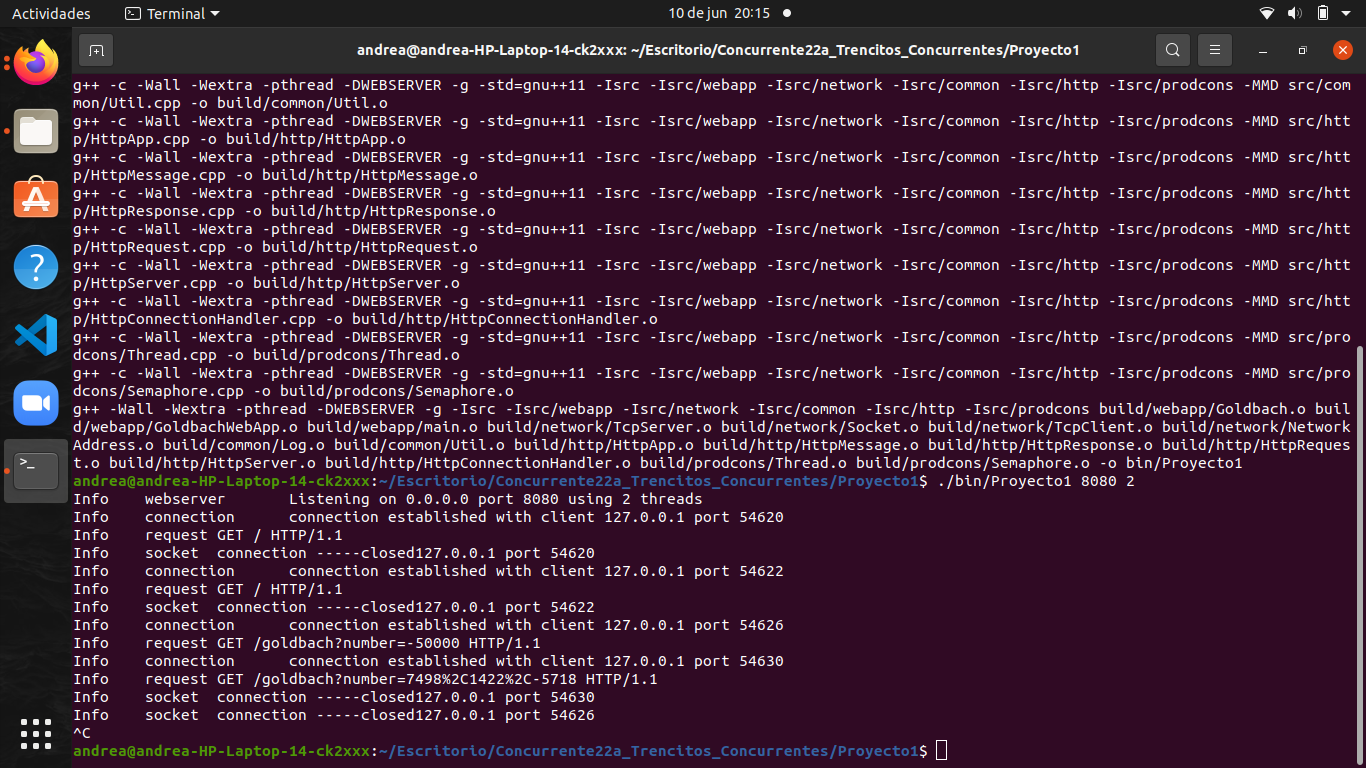 Actividades
Terminal
10 de jun  20:15
andrea@andrea-HP-Laptop-14-ck2xxx: ~/Escritorio/Concurrente22a_Trencitos_Concurrentes/Proyecto1
g++ -c -Wall -Wextra -pthread -DWEBSERVER -g -std=gnu++11 -Isrc -Isrc/webapp -Isrc/network -Isrc/common -Isrc/http -Isrc/prodcons -MMD src/com
mon/Util.cpp -o build/common/Util.o
g++ -c -Wall -Wextra -pthread -DWEBSERVER -g -std=gnu++11 -Isrc -Isrc/webapp -Isrc/network -Isrc/common -Isrc/http -Isrc/prodcons -MMD src/htt
p/HttpApp.cpp -o build/http/HttpApp.o
g++ -c -Wall -Wextra -pthread -DWEBSERVER -g -std=gnu++11 -Isrc -Isrc/webapp -Isrc/network -Isrc/common -Isrc/http -Isrc/prodcons -MMD src/htt
p/HttpMessage.cpp -o build/http/HttpMessage.o
g++ -c -Wall -Wextra -pthread -DWEBSERVER -g -std=gnu++11 -Isrc -Isrc/webapp -Isrc/network -Isrc/common -Isrc/http -Isrc/prodcons -MMD src/htt
p/HttpResponse.cpp -o build/http/HttpResponse.o
g++ -c -Wall -Wextra -pthread -DWEBSERVER -g -std=gnu++11 -Isrc -Isrc/webapp -Isrc/network -Isrc/common -Isrc/http -Isrc/prodcons -MMD src/htt
p/HttpRequest.cpp -o build/http/HttpRequest.o
g++ -c -Wall -Wextra -pthread -DWEBSERVER -g -std=gnu++11 -Isrc -Isrc/webapp -Isrc/network -Isrc/common -Isrc/http -Isrc/prodcons -MMD src/htt
p/HttpServer.cpp -o build/http/HttpServer.o
g++ -c -Wall -Wextra -pthread -DWEBSERVER -g -std=gnu++11 -Isrc -Isrc/webapp -Isrc/network -Isrc/common -Isrc/http -Isrc/prodcons -MMD src/htt
p/HttpConnectionHandler.cpp -o build/http/HttpConnectionHandler.o
g++ -c -Wall -Wextra -pthread -DWEBSERVER -g -std=gnu++11 -Isrc -Isrc/webapp -Isrc/network -Isrc/common -Isrc/http -Isrc/prodcons -MMD src/pro
dcons/Thread.cpp -o build/prodcons/Thread.o
g++ -c -Wall -Wextra -pthread -DWEBSERVER -g -std=gnu++11 -Isrc -Isrc/webapp -Isrc/network -Isrc/common -Isrc/http -Isrc/prodcons -MMD src/pro
dcons/Semaphore.cpp -o build/prodcons/Semaphore.o
g++ -Wall -Wextra -pthread -DWEBSERVER -g -Isrc -Isrc/webapp -Isrc/network -Isrc/common -Isrc/http -Isrc/prodcons build/webapp/Goldbach.o buil
d/webapp/GoldbachWebApp.o build/webapp/main.o build/network/TcpServer.o build/network/Socket.o build/network/TcpClient.o build/network/Network
Address.o build/common/Log.o build/common/Util.o build/http/HttpApp.o build/http/HttpMessage.o build/http/HttpResponse.o build/http/HttpReques
t.o build/http/HttpServer.o build/http/HttpConnectionHandler.o build/prodcons/Thread.o build/prodcons/Semaphore.o -o bin/Proyecto1
andrea@andrea-HP-Laptop-14-ck2xxx:~/Escritorio/Concurrente22a_Trencitos_Concurrentes/Proyecto1$ ./bin/Proyecto1 8080 2
Info    webserver       Listening on 0.0.0.0 port 8080 using 2 threads
Info    connection      connection established with client 127.0.0.1 port 54620
Info    request GET / HTTP/1.1
Info    socket  connection -----closed127.0.0.1 port 54620
Info    connection      connection established with client 127.0.0.1 port 54622
Info    request GET / HTTP/1.1
Info    socket  connection -----closed127.0.0.1 port 54622
Info    connection      connection established with client 127.0.0.1 port 54626
Info    request GET /goldbach?number=-50000 HTTP/1.1
Info    connection      connection established with client 127.0.0.1 port 54630
Info    request GET /goldbach?number=7498%2C1422%2C-5718 HTTP/1.1
Info    socket  connection -----closed127.0.0.1 port 54630
Info    socket  connection -----closed127.0.0.1 port 54626
^C
andrea@andrea-HP-Laptop-14-ck2xxx:~/Escritorio/Concurrente22a_Trencitos_Concurrentes/Proyecto1$